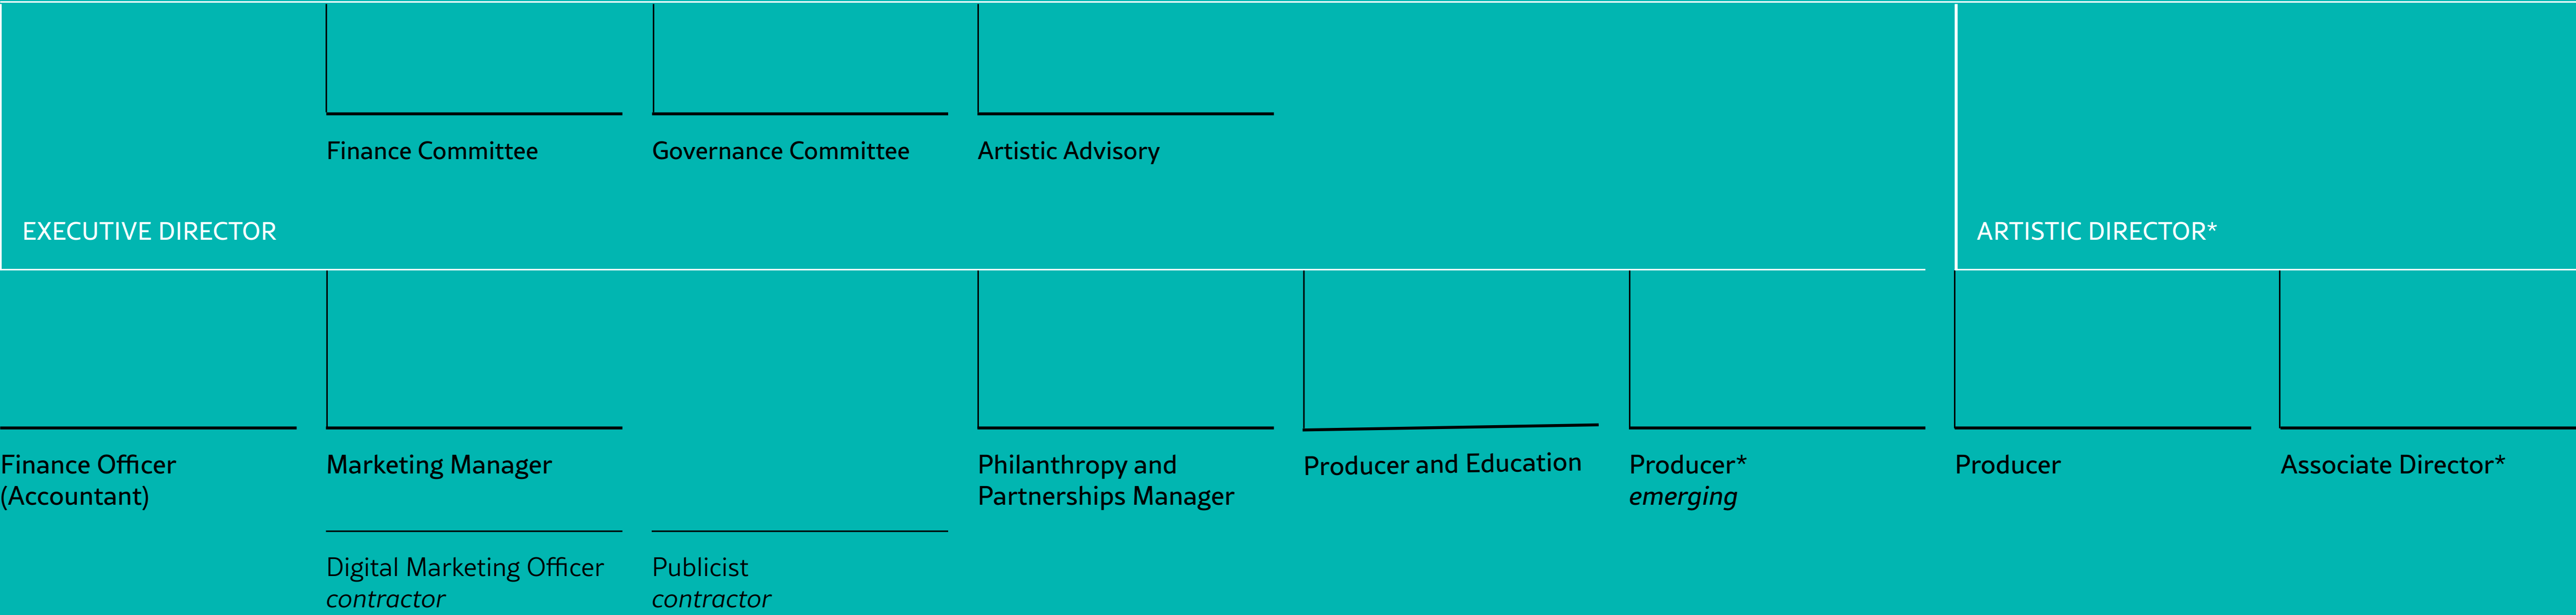 Finance Committee
Governance Committee
Artistic Advisory
EXECUTIVE DIRECTOR
ARTISTIC DIRECTOR*
Finance Officer
(Accountant)
Marketing Manager
Philanthropy and
Partnerships Manager
Producer and Education
Producer*
emerging
Producer
Associate Director*
Digital Marketing Officer
contractor
Publicist
contractor